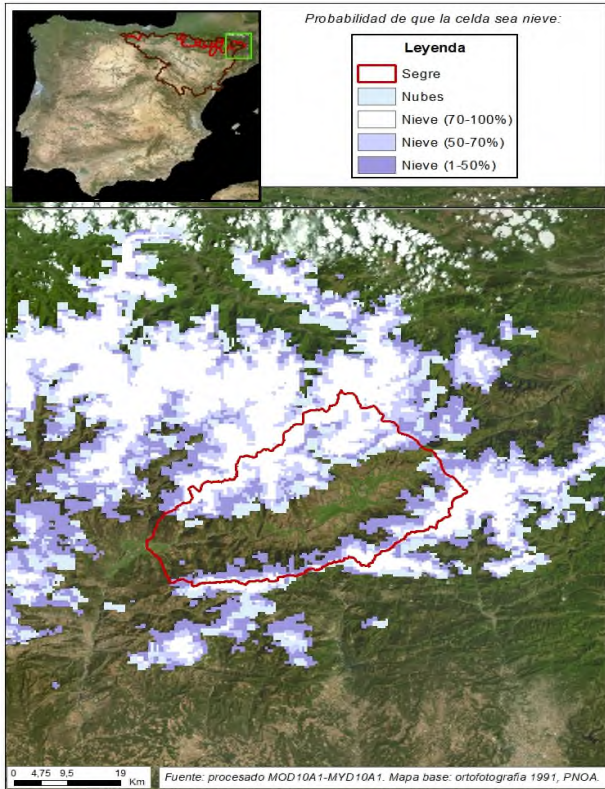 Probabilidad de que la celda sea nieve:
Leyenda
Segre
Nubes
Nieve (70-100%)
Nieve (50-70%)
Nieve (1-50%)
0 4,75 9,5 19
Km
Fuente: procesado MOD10A1-MYD10A1. Mapa base: ortofotografía 1991, PNOA.